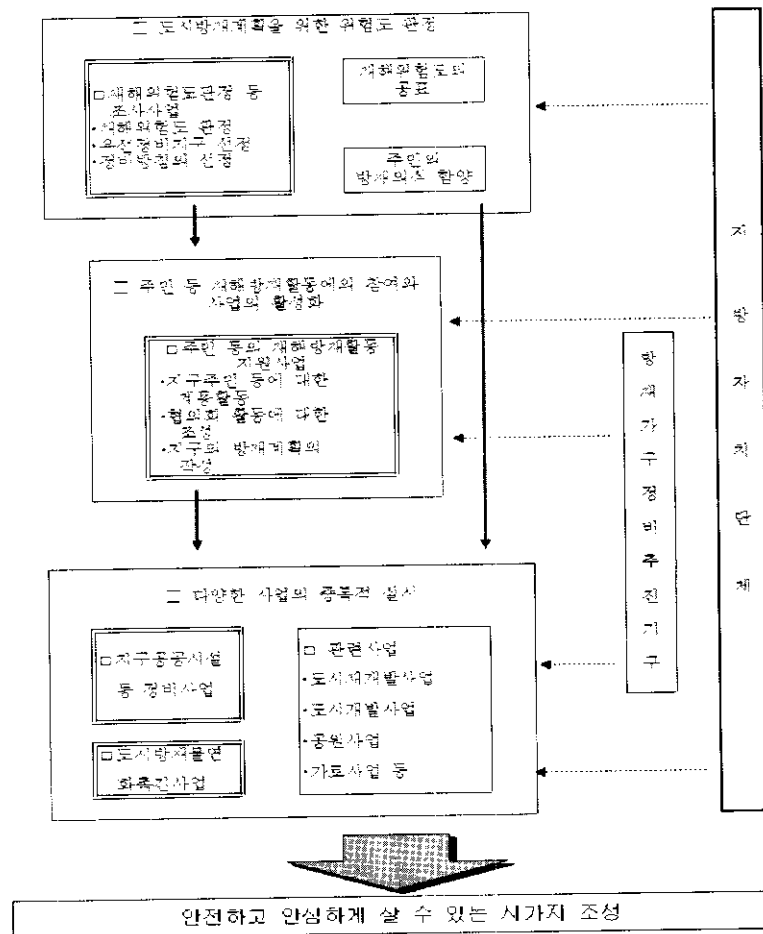 □ 도시방재계획을 위한 위험도 판정
□재해위험도판정 등
조사사업
·재해위험도 판정
·우선정비지구 선정
·정비방침의 선정
재해위험도의
공표
주민의
방재의식 함양
□ 주민 등 재해방재활동에의 참여와
사업의 활성화
□주민 등의 재해방재활동
지원사업
·지구주민 등에 대한
계몽활동
·협의회 활동에 대한
조성
·지구의 방재계획의
작성
□ 다양한 사업의 중복적 실시
□지구공공시설
등 정비사업
□도시방재불연
화촉진사업
□ 관련사업
·도시재개발사업
·도시개발사업
·공원사업
·가로사업 등
방재가구정비추진기구
지방자치단체
안전하고 안심하게 살 수 있는 시가지 조성